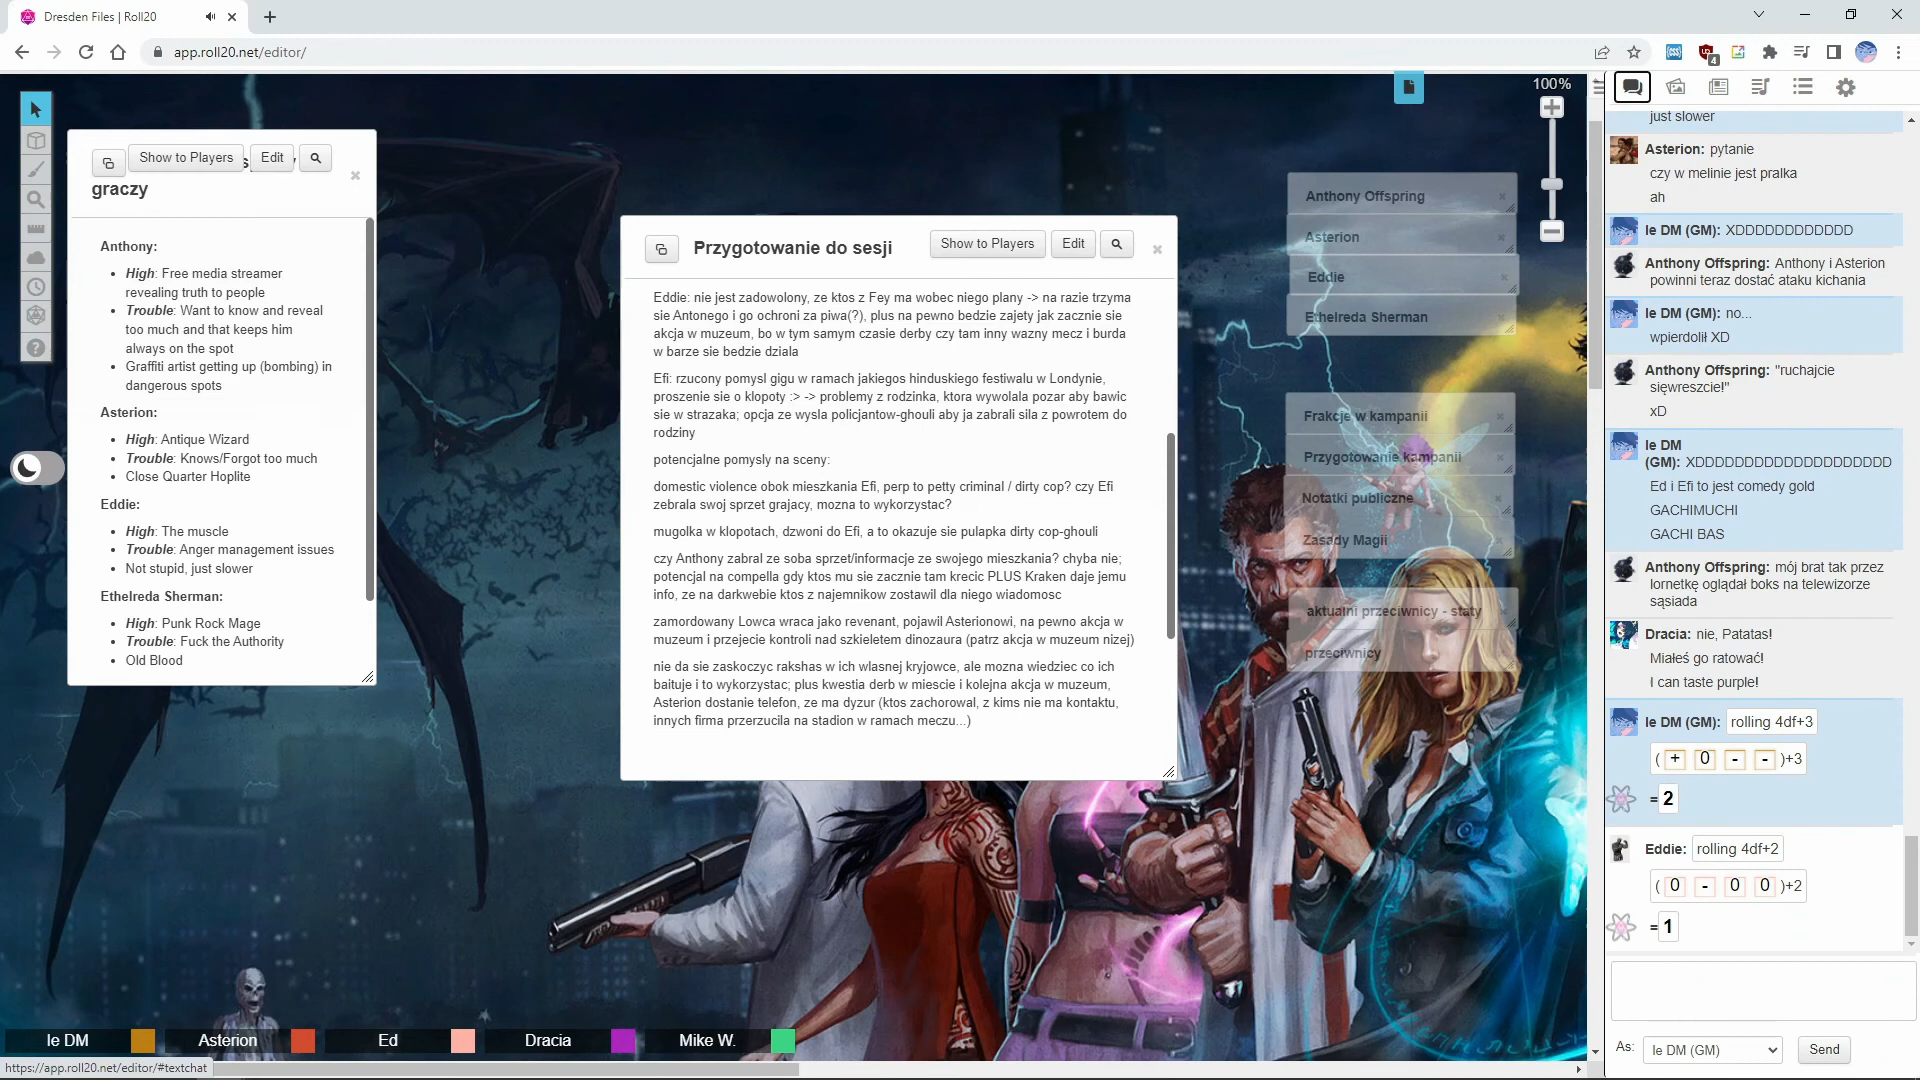 Dresden Files | Roll20
app.roll20.net/editor/
4
100%
Show to Players
Edit
graczy
Anthony:
High: Free media streamer
revealing truth to people
Trouble: Want to know and reveal
too much and that keeps him
always on the spot
Graffiti artist getting up (bombing) in
dangerous spots
Asterion:
High: Antique Wizard
Trouble: Knows/Forgot too much
Close Quarter Hoplite
Eddie:
High: The muscle
Trouble: Anger management issues
Not stupid, just slower
Ethelreda Sherman:
High: Punk Rock Mage
Trouble: Fuck the Authority
Old Blood
Przygotowanie do sesji
Show to Players
Edit
Eddie: nie jest zadowolony, ze ktos z Fey ma wobec niego plany -> na razie trzyma
sie Antonego i go ochroni za piwa(?), plus na pewno bedzie zajety jak zacznie sie
akcja w muzeum, bo w tym samym czasie derby czy tam inny wazny mecz i burda
w barze sie bedzie dziala
Efi: rzucony pomysl gigu w ramach jakiegos hinduskiego festiwalu w Londynie,
proszenie sie o klopoty :> -> problemy z rodzinka, ktora wywolala pozar aby bawic
sie w strazaka; opcja ze wysla policjantow-ghouli aby ja zabrali sila z powrotem do
rodziny
potencjalne pomysly na sceny:
domestic violence obok mieszkania Efi, perp to petty criminal / dirty cop? czy Efi
zebrala swoj sprzet grajacy, mozna to wykorzystac?
mugolka w klopotach, dzwoni do Efi, a to okazuje sie pulapka dirty cop-ghouli
czy Anthony zabral ze soba sprzet/informacje ze swojego mieszkania? chyba nie;
potencjal na compella gdy ktos mu sie zacznie tam krecic PLUS Kraken daje jemu
info, ze na darkwebie ktos z najemnikow zostawil dla niego wiadomosc
zamordowany Lowca wraca jako revenant, pojawil Asterionowi, na pewno akcja w
muzeum i przejecie kontroli nad szkieletem dinozaura (patrz akcja w muzeum nizej)
nie da sie zaskoczyc rakshas w ich wlasnej kryjowce, ale mozna wiedziec co ich
baituje i to wykorzystac; plus kwestia derb w miescie i kolejna akcja w muzeum,
Asterion dostanie telefon, ze ma dyzur (ktos zachorowal, z kims nie ma kontaktu,
innych firma przerzucila na stadion w ramach meczu...)
Anthony Offspring
Asterion
Eddie
Ethelreda Sherman
Frakcje w kampanii
Przygotowanie kampanii
Notatki publiczne
Zasady Magii
aktualni przeciwnicy - staty
przeciwnicy
just slower
Asterion: pytanie
czy w melinie jest pralka
ah
le DM (GM): XDDDDDDDDDDDD
Anthony Offspring: Anthony i Asterion
powinni teraz dostać ataku kichania
le DM (GM): no...
wpierdolił XD
Anthony Offspring: "ruchajcie
sięwreszcie!"
xD
le DM
(GM): XDDDDDDDDDDDDDDDDDDDD
Ed i Efi to jest comedy gold
GACHIMUCHI
GACHI BAS
Anthony Offspring: mój brat tak przez
lornetkę oglądał boks na telewizorze
sąsiada
Dracia: nie, Patatas!
Miałeś go ratować!
I can taste purple!
le DM (GM): rolling 4df+3
( + 0 - - )+3
= 2
Eddie: rolling 4df+2
( 0 - 0 0 )+2
= 1
As: le DM (GM) Send
le DM
Asterion
Ed
Dracia
Mike W.
https://app.roll20.net/editor/#textchat